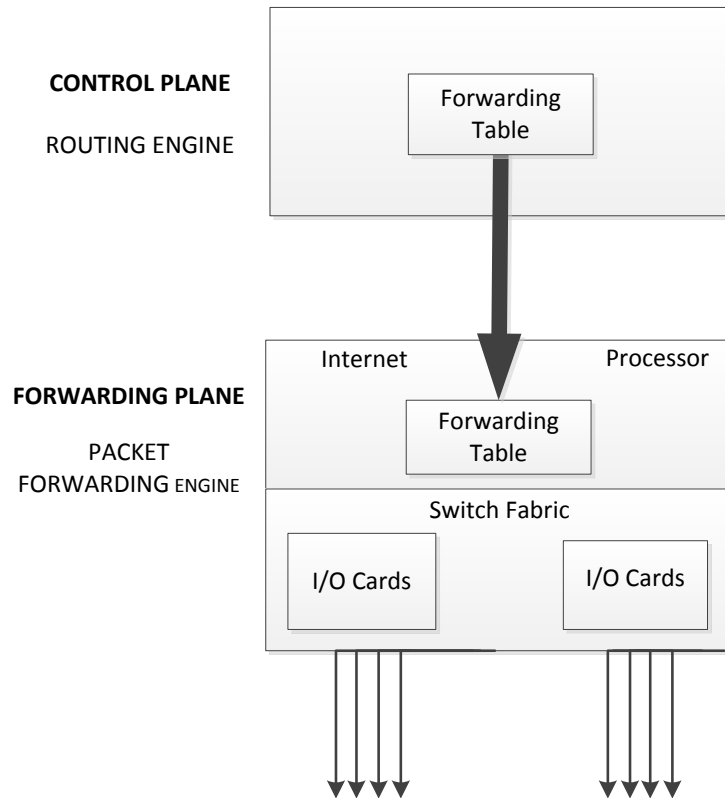 CONTROL PLANE
ROUTING ENGINE
Forwarding
Table
Internet
Processor
FORWARDING PLANE
PACKET
FORWARDING ENGINE
Forwarding
Table
Switch Fabric
I/O Cards
I/O Cards